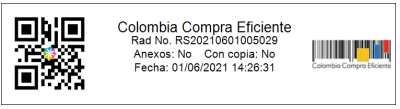 Colombia Compra Eficiente
Rad No. RS20210601005029
Anexos: No Con copia: No
Fecha: 01/06/2021 14:26:31
Colombia Compra Eficiente